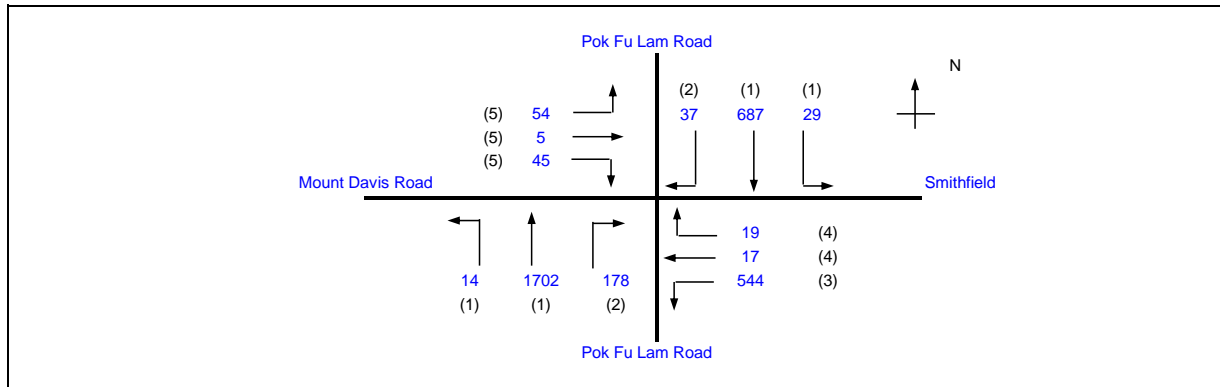 Pok Fu Lam Road
N
(2) (1) (1)
(5) 54 37 687 29
(5) 5
(5) 45
Mount Davis Road Smithfield
19 (4)
17 (4)
14 1702 178 544 (3)
(1) (1) (2)
Pok Fu Lam Road